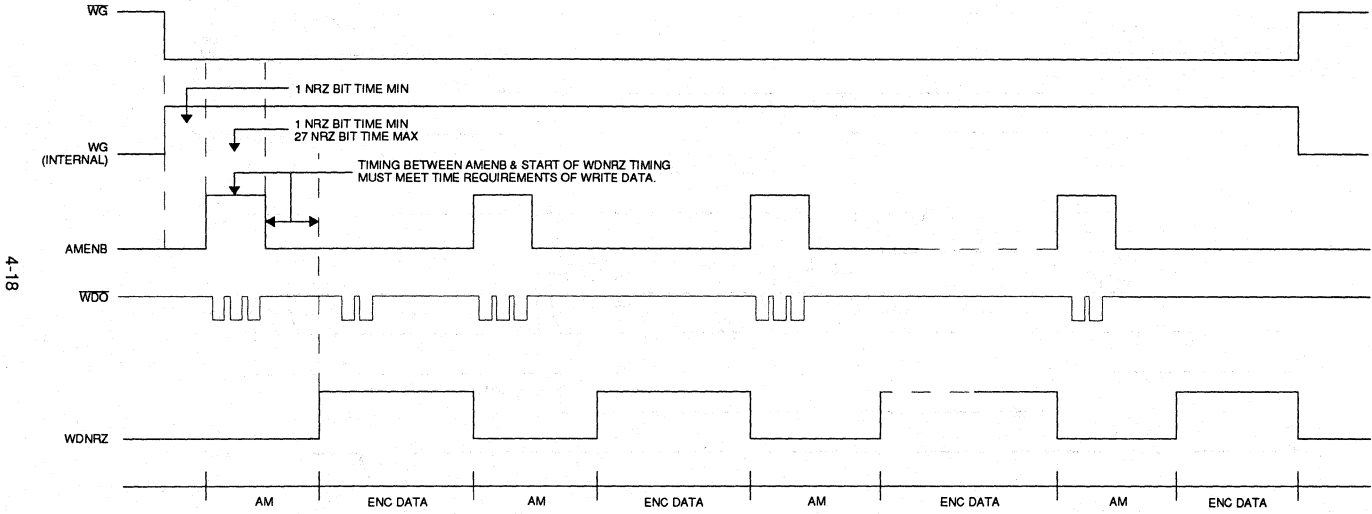 WG
1 NRZ BIT TIME MIN
1 NRZ BIT TIME MIN
27 NRZ BIT TIME MAX
WG
(INTERNAL)
TIMING BETWEEN AMENB & START OF WDNRZ TIMING
MUST MEET TIME REQUIREMENTS OF WRITE DATA.
AMENB
4-18
WDO
WDNRZ
AM
ENC DATA
AM
ENC DATA
AM
ENC DATA
AM
ENC DATA